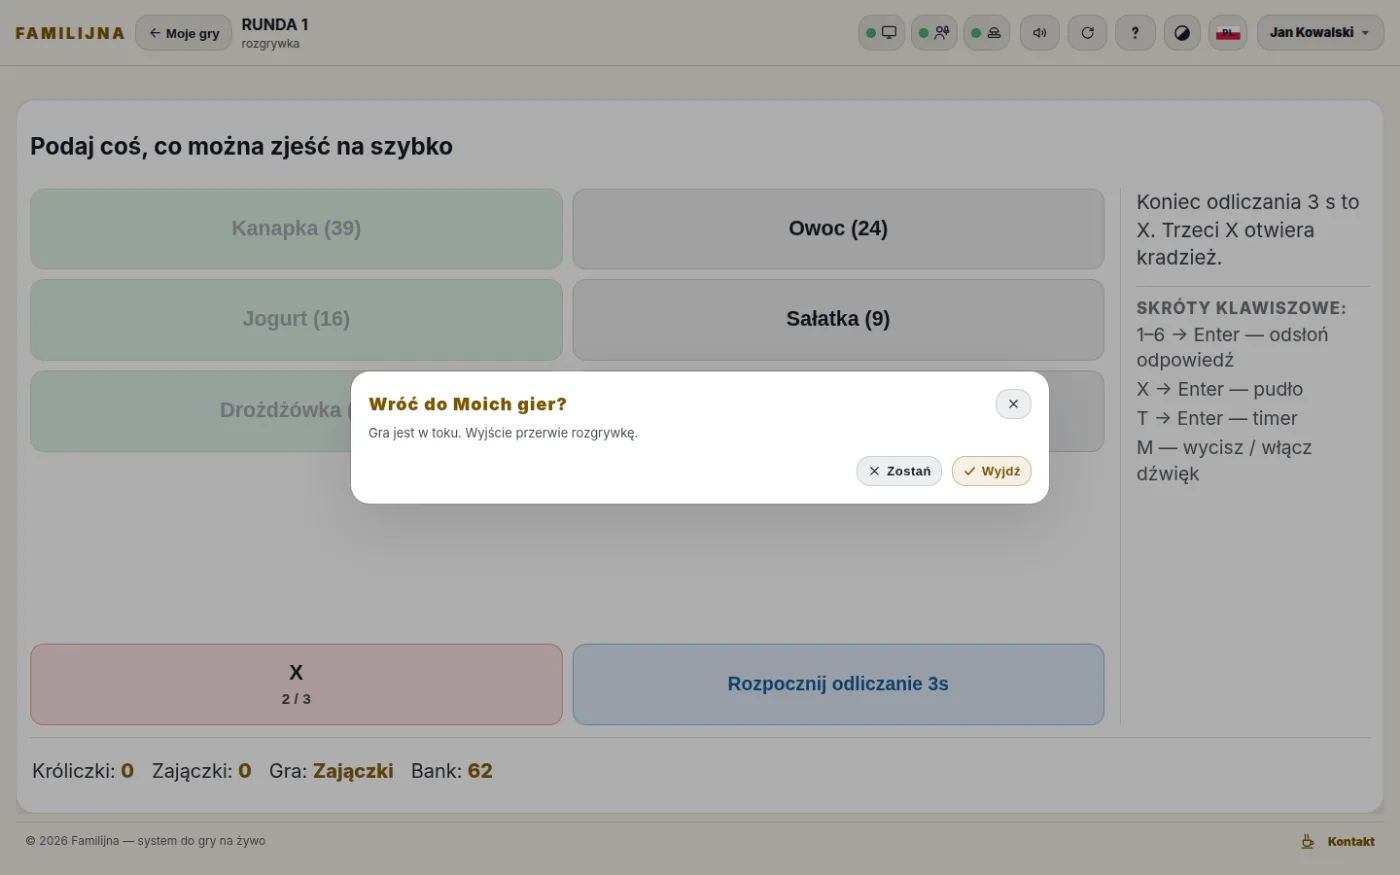 FAMILIJNA
← Moje gry
RUNDA 1
rozgrywka
?
PL
Jan Kowalski
Podaj coś, co można zjeść na szybko
Kanapka (39)
Owoc (24)
Jogurt (16)
Sałatka (9)
Drożdżówka (
Wróć do Moich gier?
Gra jest w toku. Wyjście przerwie rozgrywkę.
Zostań
Wyjdź
X
2 / 3
Rozpocznij odliczanie 3s
Koniec odliczania 3 s to
X. Trzeci X otwiera
kradzież.
SKRÓTY KLAWISZOWE:
1–6 → Enter — odsłoń
odpowiedź
X → Enter — pudło
T → Enter — timer
M — wycisz / włącz
dźwięk
Króliczki: 0 Zajączki: 0 Gra: Zajączki Bank: 62
© 2026 Familijna — system do gry na żywo
Kontakt